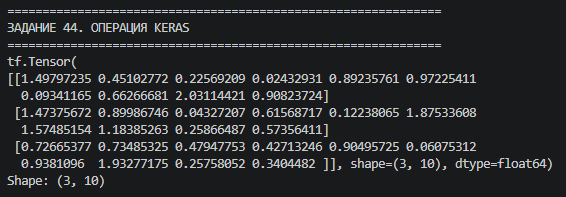 ==============================================================
ЗАДАНИЕ 44. ОПЕРАЦИЯ KERAS
==============================================================
tf.Tensor(
[[1.49797235 0.45102772 0.22569209 0.02432931 0.89235761 0.97225411
  0.09341165 0.66266681 2.03114421 0.90823724]
 [1.47375672 0.89986746 0.04327207 0.61568717 0.12238065 1.87533608
  1.57485154 1.18385263 0.25866487 0.57356411]
 [0.72665377 0.73485325 0.47947753 0.42713246 0.90495725 0.06075312
  0.9381096  1.93277175 0.25758052 0.3404482 ]], shape=(3, 10), dtype=float64)
Shape: (3, 10)